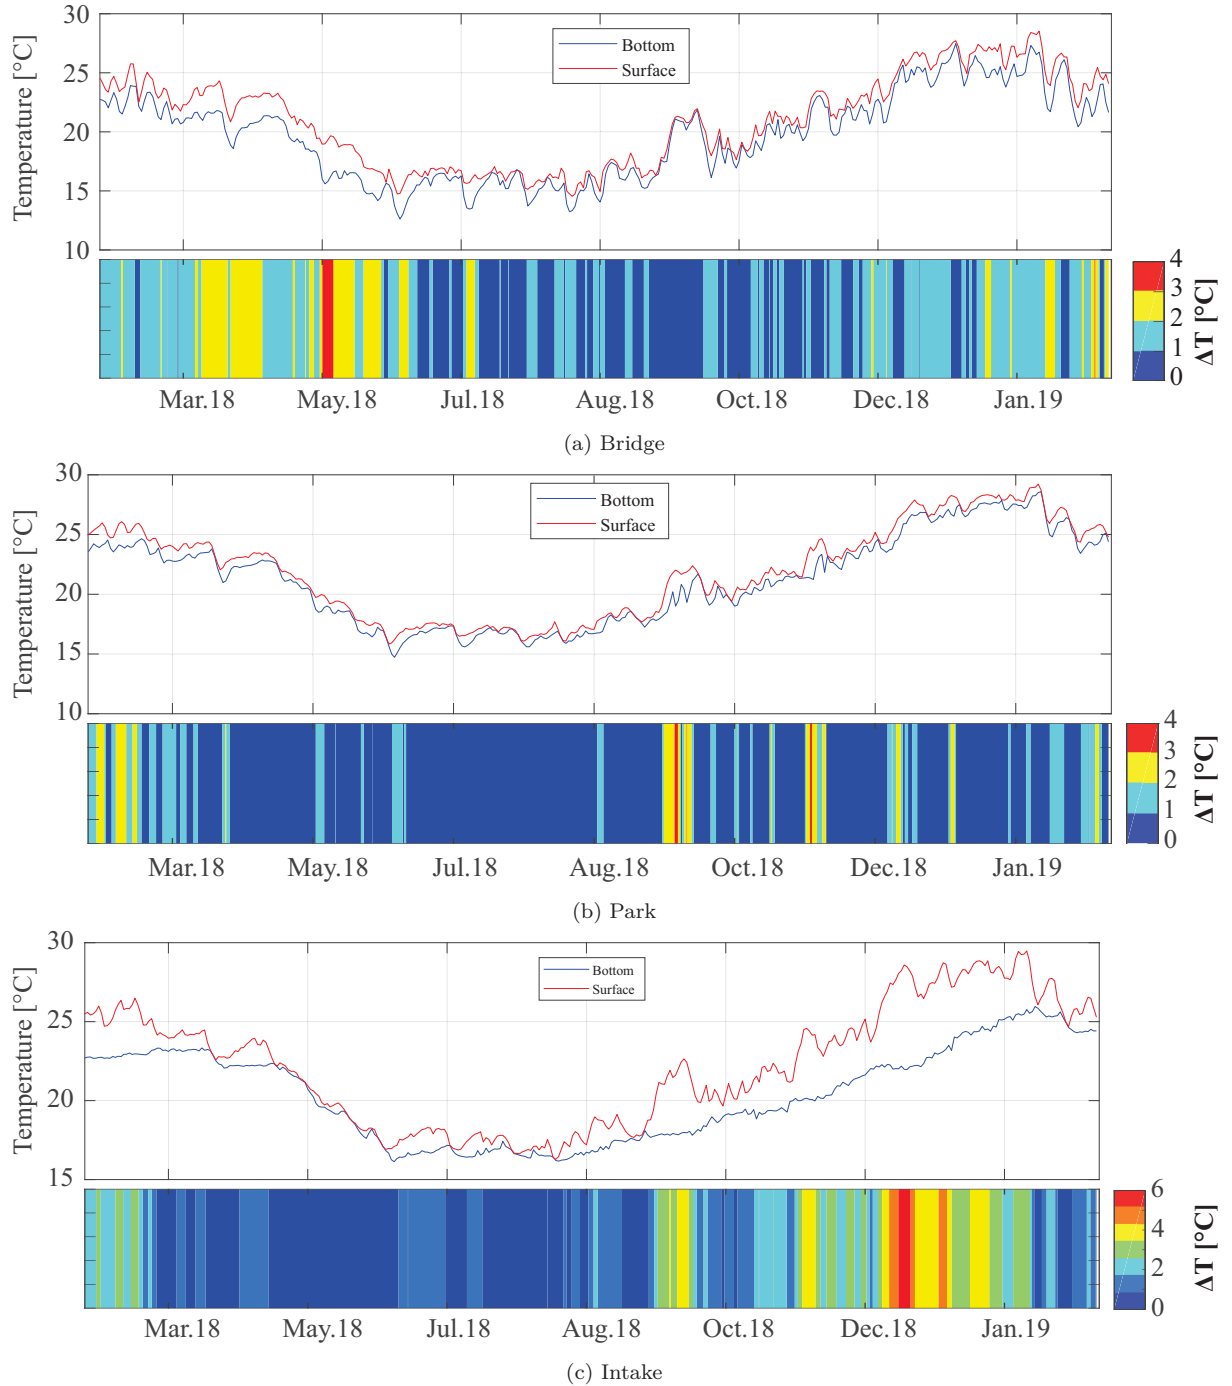 30
25
20
15
10
Temperature [°C]
Bottom
Surface
4
3
2
1
0
ΔT [°C]
Mar.18 May.18 Jul.18 Aug.18 Oct.18 Dec.18 Jan.19
(a) Bridge
30
25
20
15
10
Temperature [°C]
Bottom
Surface
4
3
2
1
0
ΔT [°C]
Mar.18 May.18 Jul.18 Aug.18 Oct.18 Dec.18 Jan.19
(b) Park
30
25
20
15
Temperature [°C]
Bottom
Surface
6
4
2
0
ΔT [°C]
Mar.18 May.18 Jul.18 Aug.18 Oct.18 Dec.18 Jan.19
(c) Intake